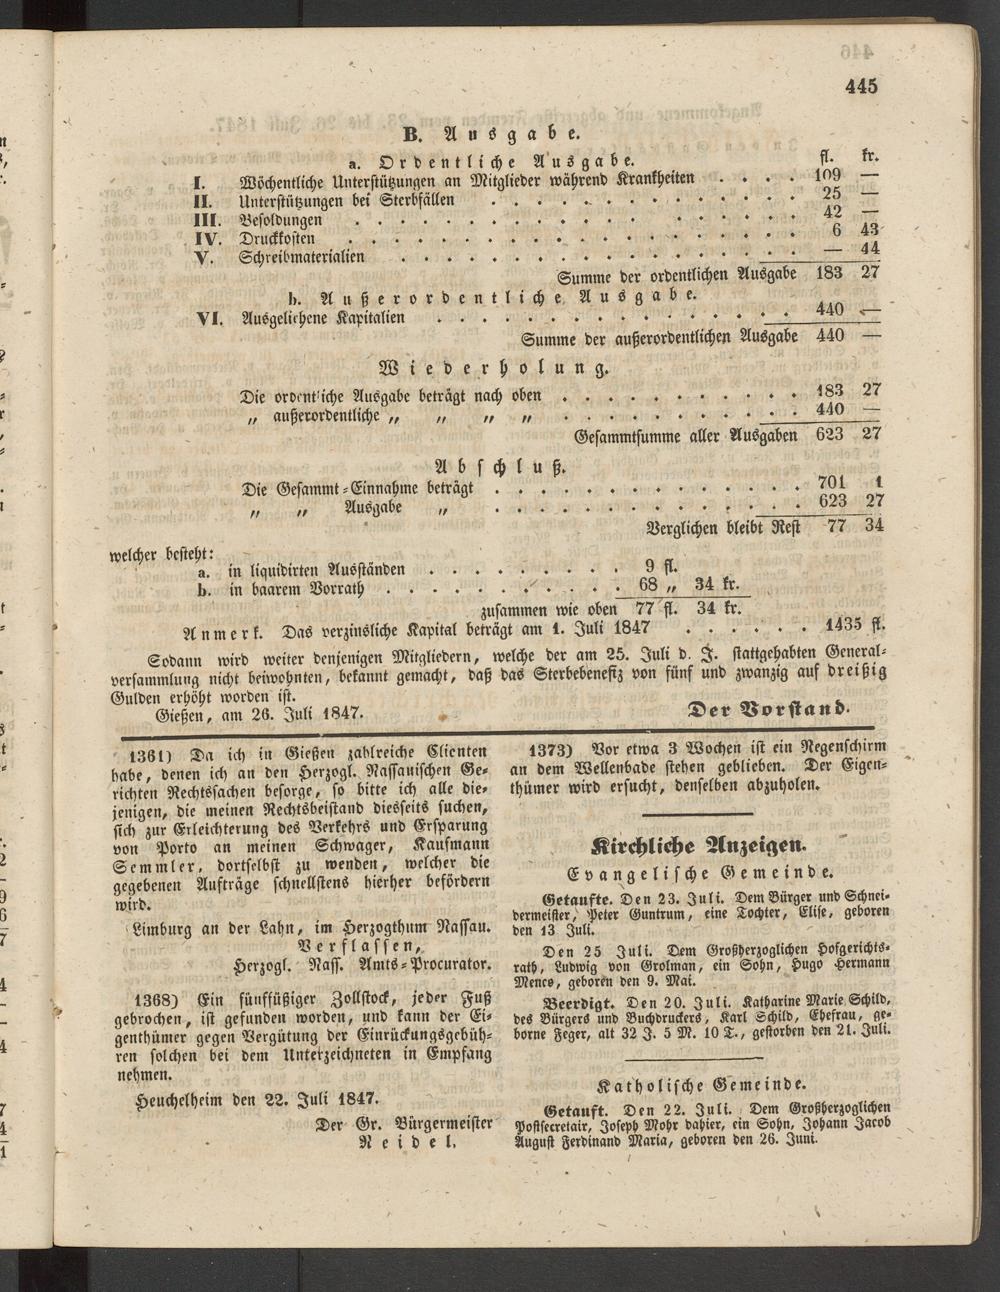 445
B. Ausgabe.
a. Ordentliche Ausgabe. fl. kr.
I. Wöchentliche Unterstützungen an Mitglieder während Krankheiten . . . . 109 —
II. Unterstützungen bei Sterbfällen . . . . . . . . . . . . . 25 —
III. Besoldungen . . . . . . . . . . . . . . . . . . 42 —
IV. Druckkosten . . . . . . . . . . . . . . . . . . 6 43
V. Schreibmaterialien . . . . . . . . . . . . . . . . — 44
Summe der ordentlichen Ausgabe 183 27
b. Außerordentliche Ausgabe.
VI. Ausgeliehene Kapitalien . . . . . . . . . . . . . . 440 —
Summe der außerordentlichen Ausgabe 440 —
Wiederholung.
Die ordentliche Ausgabe beträgt nach oben . . . . . . . . . . . 183 27
„ außerordentliche „ „ „ „ . . . . . . . . . . . 440 —
Gesammtsumme aller Ausgaben 623 27
Abschluß.
Die Gesammt-Einnahme beträgt . . . . . . . . . . . . . . 701 1
„ „ Ausgabe „ . . . . . . . . . . . . . . 623 27
Verglichen bleibt Rest 77 34
welcher besteht:
a. in liquidirten Ausständen . . . . . . . . . 9 fl.
b. in baarem Vorrath . . . . . . . . . . . 68 „ 34 kr.
zusammen wie oben 77 fl. 34 kr.
Anmerk. Das verzinsliche Kapital beträgt am 1. Juli 1847 . . . . . . 1435 fl.
Sodann wird weiter denjenigen Mitgliedern, welche der am 25. Juli d. J. stattgehabten General-
versammlung nicht beiwohnten, bekannt gemacht, daß das Sterbebenefiz von fünf und zwanzig auf dreißig
Gulden erhöht worden ist.
Gießen, am 26. Juli 1847. Der Vorstand.
1361) Da ich in Gießen zahlreiche Clienten
habe, denen ich an den Herzogl. Nassauischen Ge-
richten Rechtssachen besorge, so bitte ich alle die-
jenigen, die meinen Rechtsbeistand diesseits suchen,
sich zur Erleichterung des Verkehrs und Ersparung
von Porto an meinen Schwager, Kaufmann
Semmler, dortselbst zu wenden, welcher die
gegebenen Aufträge schnellstens hierher befördern
wird.
Limburg an der Lahn, im Herzogthum Nassau.
Verflassen,
Herzogl. Nass. Amts-Procurator.
1368) Ein fünffüßiger Zollstock, jeder Fuß
gebrochen, ist gefunden worden, und kann der Ei-
genthümer gegen Vergütung der Einrückungsgebüh-
ren solchen bei dem Unterzeichneten in Empfang
nehmen.
Heuchelheim den 22. Juli 1847.
Der Gr. Bürgermeister
Reidel.
1373) Vor etwa 3 Wochen ist ein Regenschirm
an dem Wellenbade stehen geblieben. Der Eigen-
thümer wird ersucht, denselben abzuholen.
Kirchliche Anzeigen.
Evangelische Gemeinde.
Getaufte. Den 23. Juli. Dem Bürger und Schnei-
dermeister, Peter Guntrum, eine Tochter, Elise, geboren
den 13 Juli.
Den 25 Juli. Dem Großherzoglichen Hofgerichts-
rath, Ludwig von Grolman, ein Sohn, Hugo Hermann
Menco, geboren den 9. Mai.
Beerdigt. Den 20. Juli. Katharine Marie Schild,
des Bürgers und Buchdruckers, Karl Schild, Ehefrau, ge-
borne Feger, alt 32 J. 5 M. 10 T., gestorben den 21. Juli.
Katholische Gemeinde.
Getauft. Den 22. Juli. Dem Großherzoglichen
Postsecretair, Joseph Mohr dahier, ein Sohn, Johann Jacob
August Ferdinand Maria, geboren den 26. Juni.